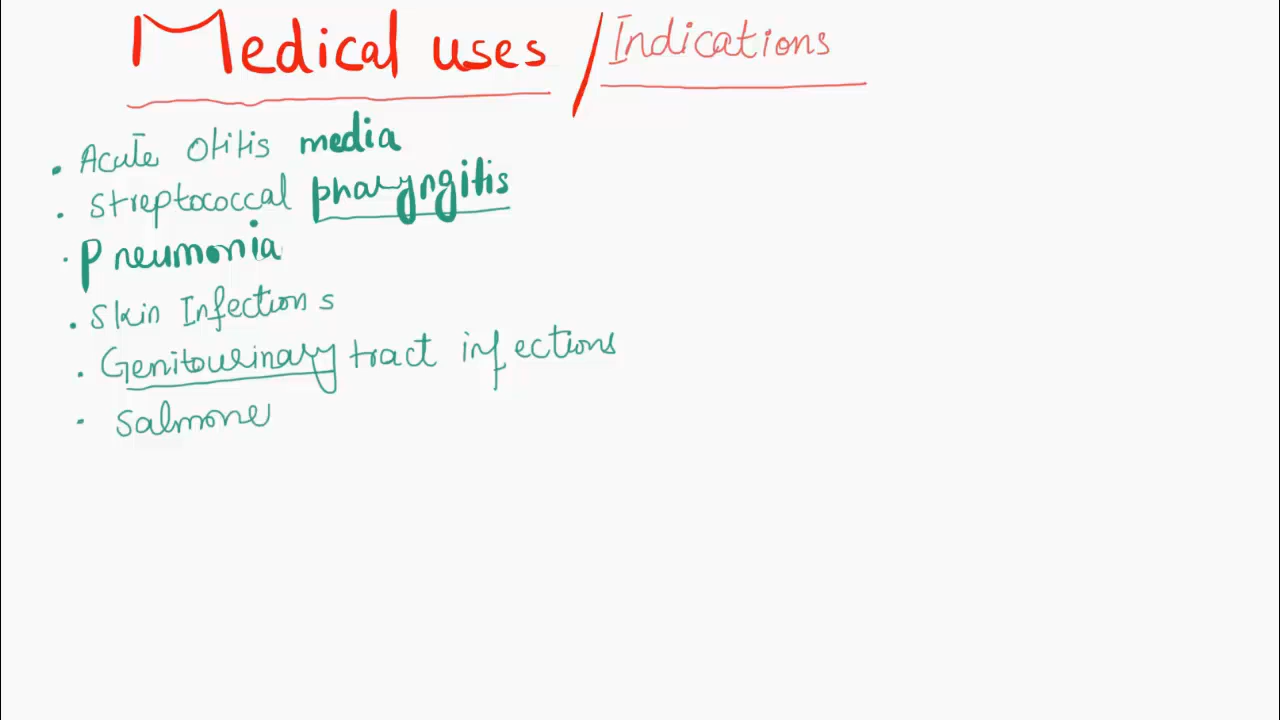 Medical uses / Indications
• Acute Otitis media
• Streptococcal pharyngitis
• Pneumonia
• Skin Infections
• Genitourinary tract infections
• Salmone